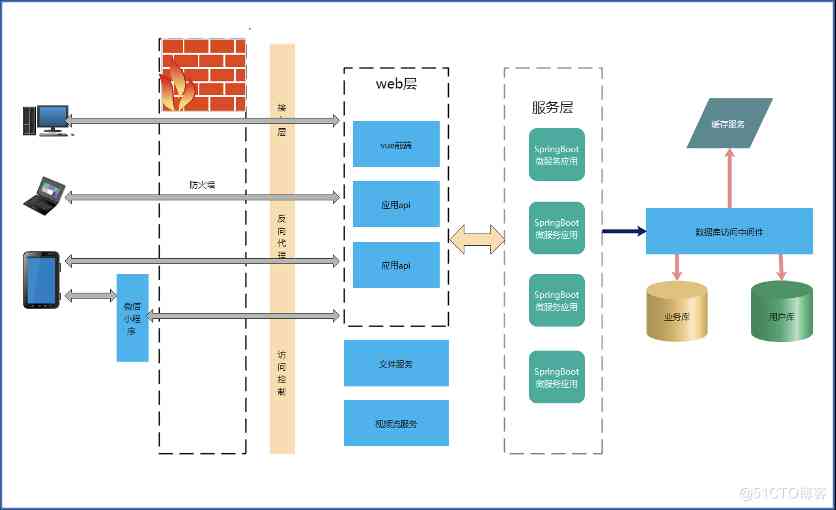 web层
接
层
服务层
缓存服务
vue前端
SpringBoot
微服务应用
防火墙
应用api
反
向
代
理
SpringBoot
微服务应用
数据库访问中间件
应用api
微信
小程
序
SpringBoot
微服务应用
业务库
用户库
访
问
控
制
文件服务
SpringBoot
微服务应用
视频流服务
@51CTO博客